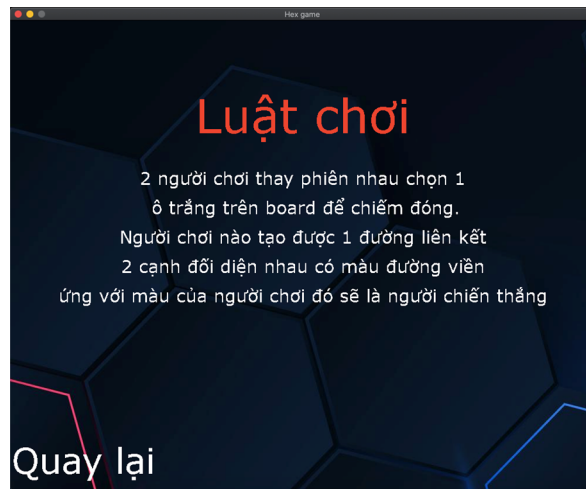 Hex game
Luật chơi
2 người chơi thay phiên nhau chọn 1
ô trắng trên board để chiếm đóng.
Người chơi nào tạo được 1 đường liên kết
2 cạnh đối diện nhau có màu đường viền
ứng với màu của người chơi đó sẽ là người chiến thắng
Quay lại